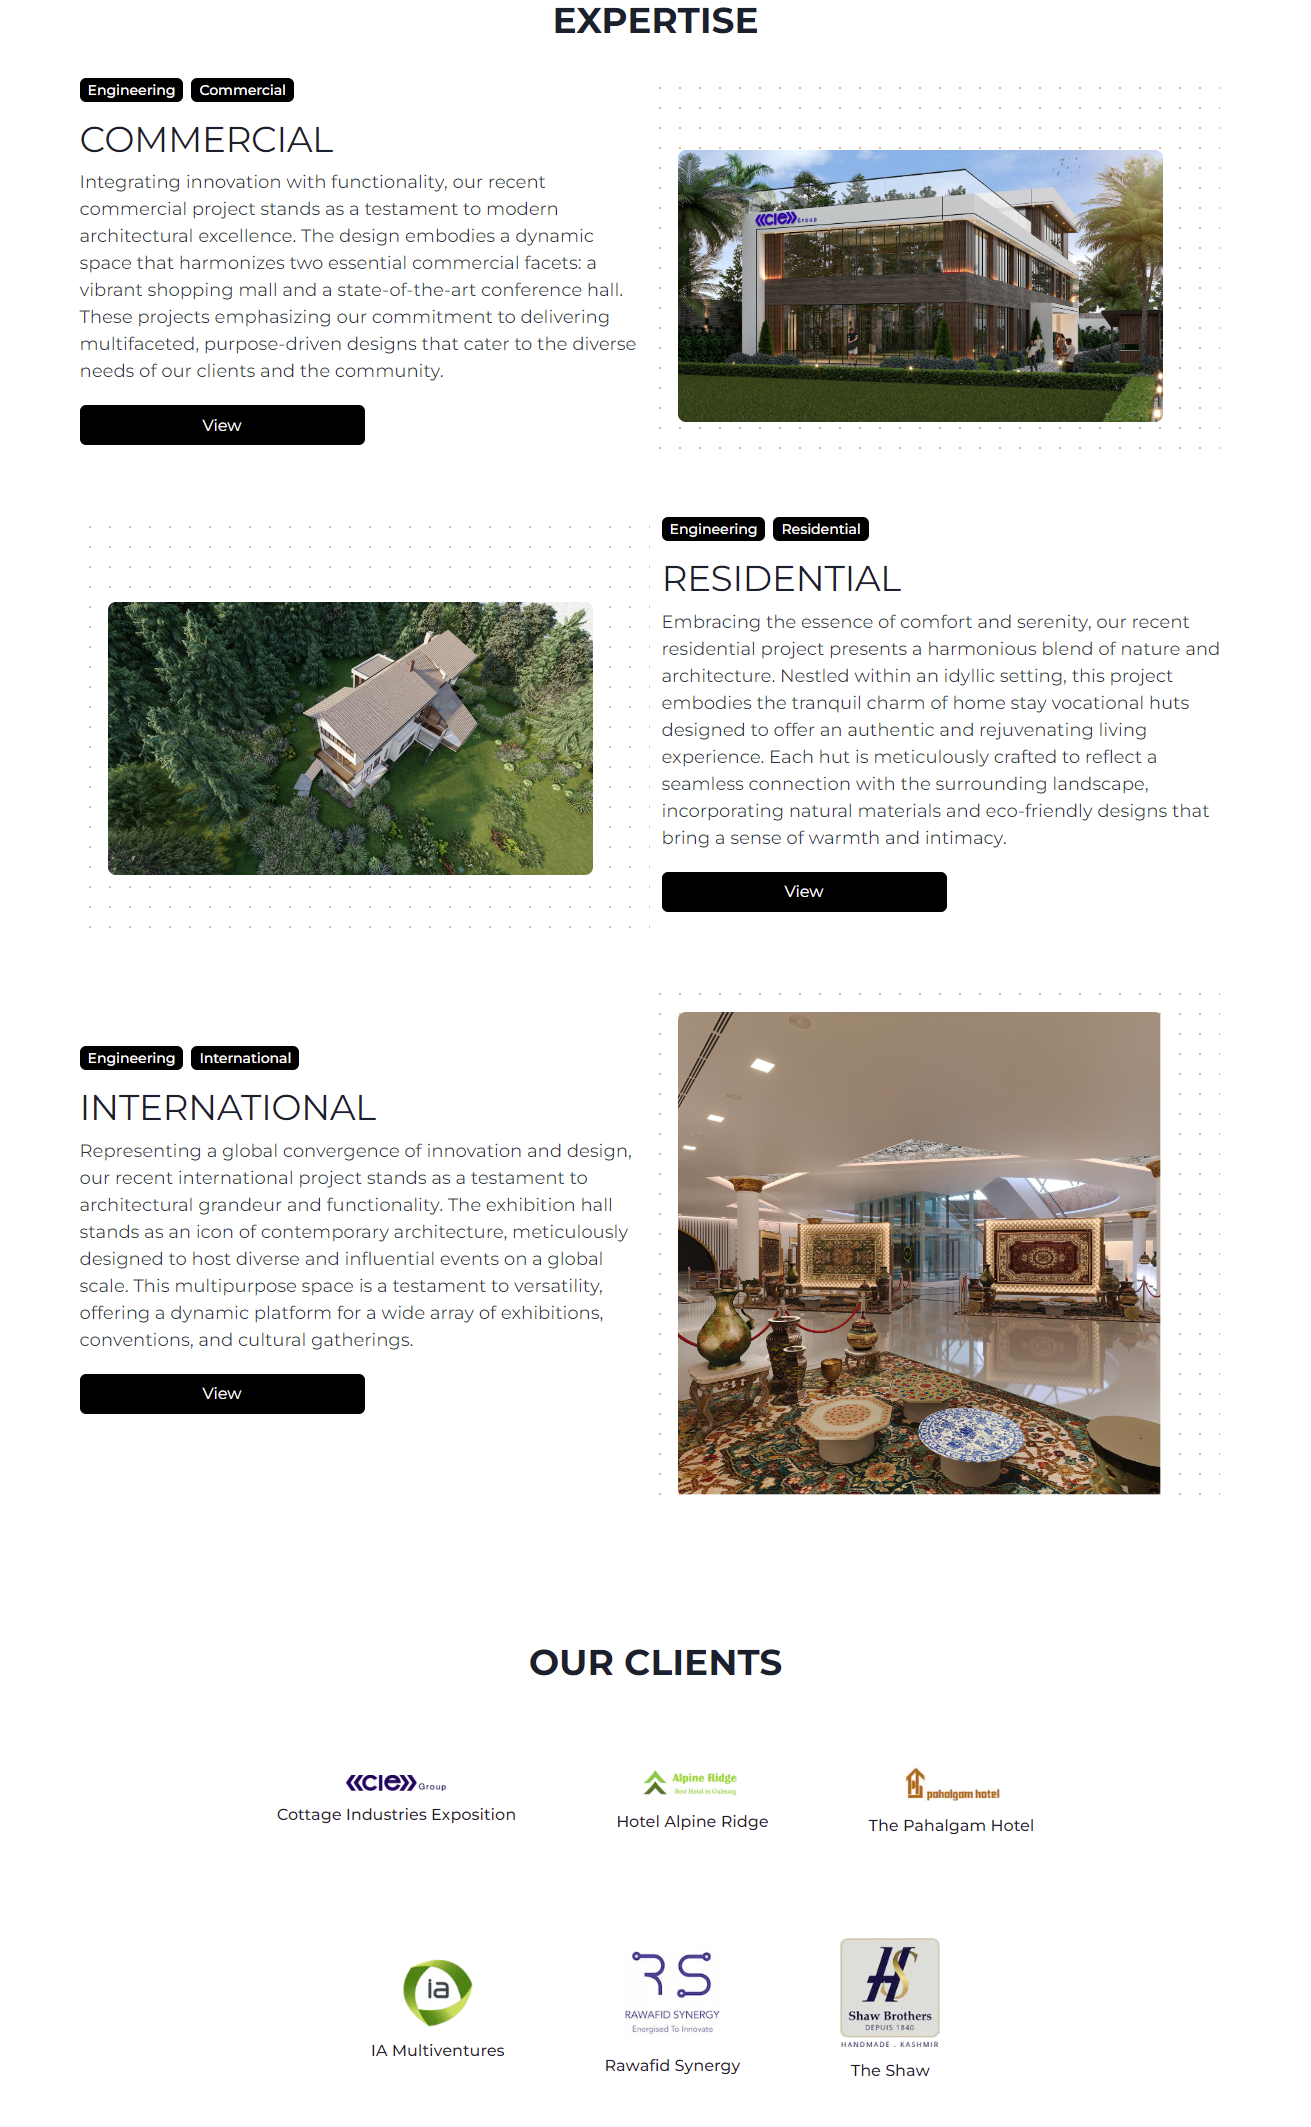 EXPERTISE
Engineering Commercial
COMMERCIAL
Integrating innovation with functionality, our recent
commercial project stands as a testament to modern
architectural excellence. The design embodies a dynamic
space that harmonizes two essential commercial facets: a
vibrant shopping mall and a state-of-the-art conference hall.
These projects emphasizing our commitment to delivering
multifaceted, purpose-driven designs that cater to the diverse
needs of our clients and the community.
View
CIE Group
Engineering Residential
RESIDENTIAL
Embracing the essence of comfort and serenity, our recent
residential project presents a harmonious blend of nature and
architecture. Nestled within an idyllic setting, this project
embodies the tranquil charm of home stay vocational huts
designed to offer an authentic and rejuvenating living
experience. Each hut is meticulously crafted to reflect a
seamless connection with the surrounding landscape,
incorporating natural materials and eco-friendly designs that
bring a sense of warmth and intimacy.
View
Engineering International
INTERNATIONAL
Representing a global convergence of innovation and design,
our recent international project stands as a testament to
architectural grandeur and functionality. The exhibition hall
stands as an icon of contemporary architecture, meticulously
designed to host diverse and influential events on a global
scale. This multipurpose space is a testament to versatility,
offering a dynamic platform for a wide array of exhibitions,
conventions, and cultural gatherings.
View
OUR CLIENTS
CIE Group
Cottage Industries Exposition
Alpine Ridge
Best Hotel in Gulmarg
Hotel Alpine Ridge
pahalgam hotel
The Pahalgam Hotel
ia
IA Multiventures
RS
RAWAFID SYNERGY
Energised To Innovate
Rawafid Synergy
HS
Shaw Brothers
DEPUIS 1840
HANDMADE . KASHMIR
The Shaw